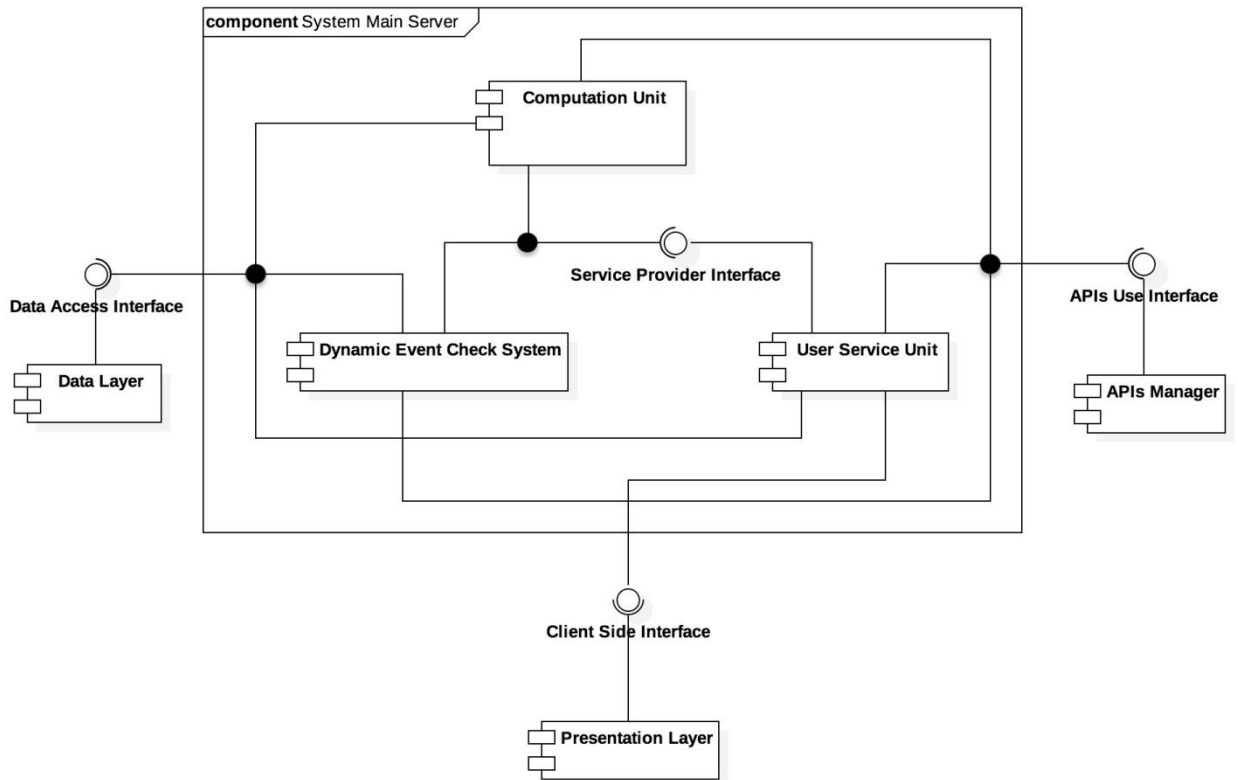 component System Main Server
Computation Unit
Service Provider Interface
Data Access Interface
APIs Use Interface
Dynamic Event Check System
User Service Unit
Data Layer
APIs Manager
Client Side Interface
Presentation Layer